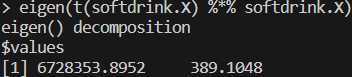 > eigen(t(softdrink.X) %*% softdrink.X)
eigen() decomposition
$values
[1] 6728353.8952     389.1048